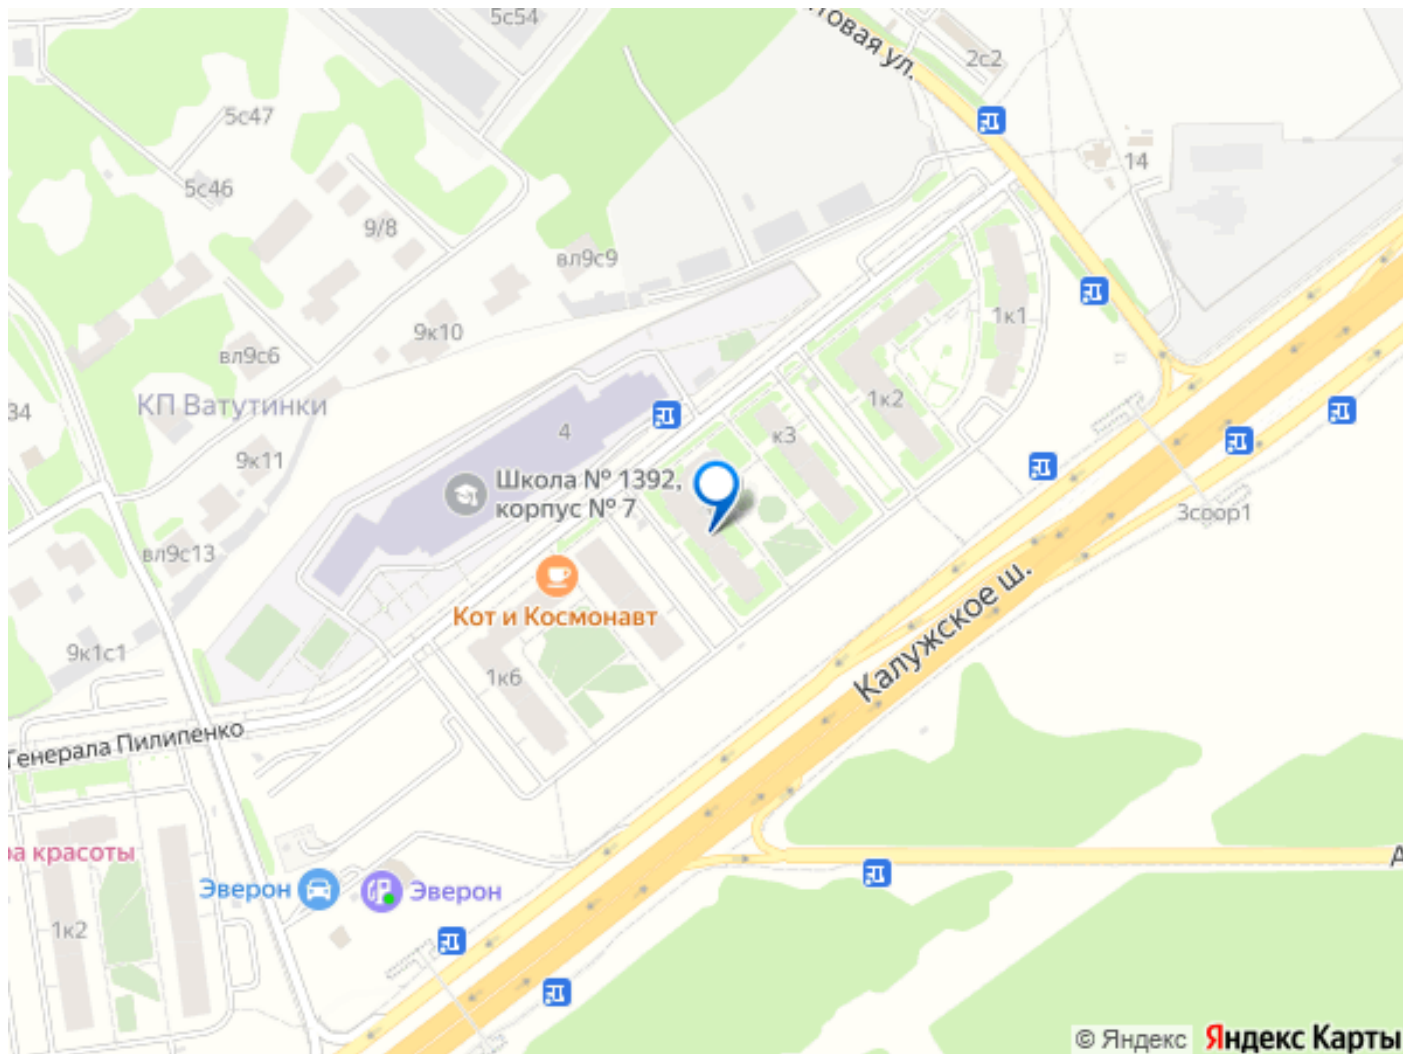 5с54
товая ул.
2с2
5с47
14
5с46
9/8
вл9с9
1к1
9к10
вл9с6
34
КП Ватутинки
1к2
к3
4
9к11
Школа № 1392,
корпус № 7
3соор1
вл9с13
Калужское ш.
Кот и Космонавт
9к1с1
1к6
Генерала Пилипенко
ра красоты
А
Эверон
Эверон
1к2
© Яндекс
Яндекс Карты